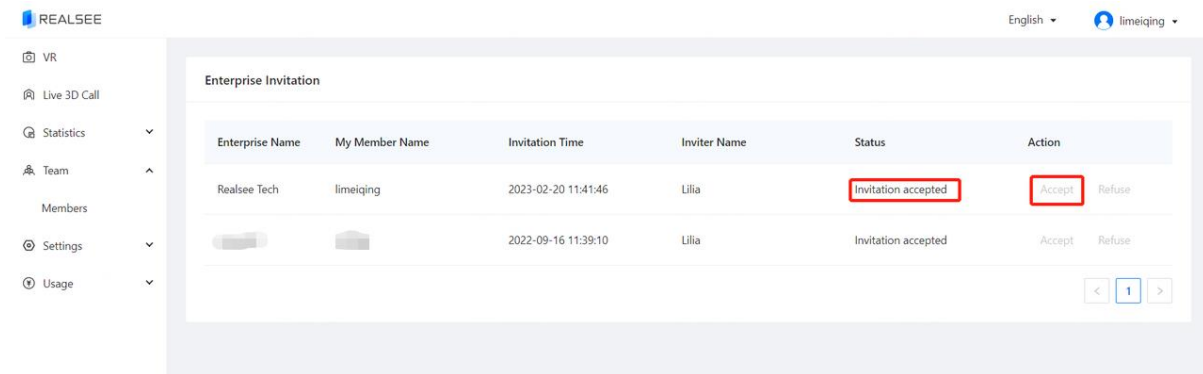 REALSEE
English
limeiqing
VR
Live 3D Call
Statistics
Team
Members
Settings
Usage
Enterprise Invitation
Enterprise Name My Member Name Invitation Time Inviter Name Status Action
Realsee Tech limeiqing 2023-02-20 11:41:46 Lilia Invitation accepted Accept Refuse
2022-09-16 11:39:10 Lilia Invitation accepted Accept Refuse
< 1 >